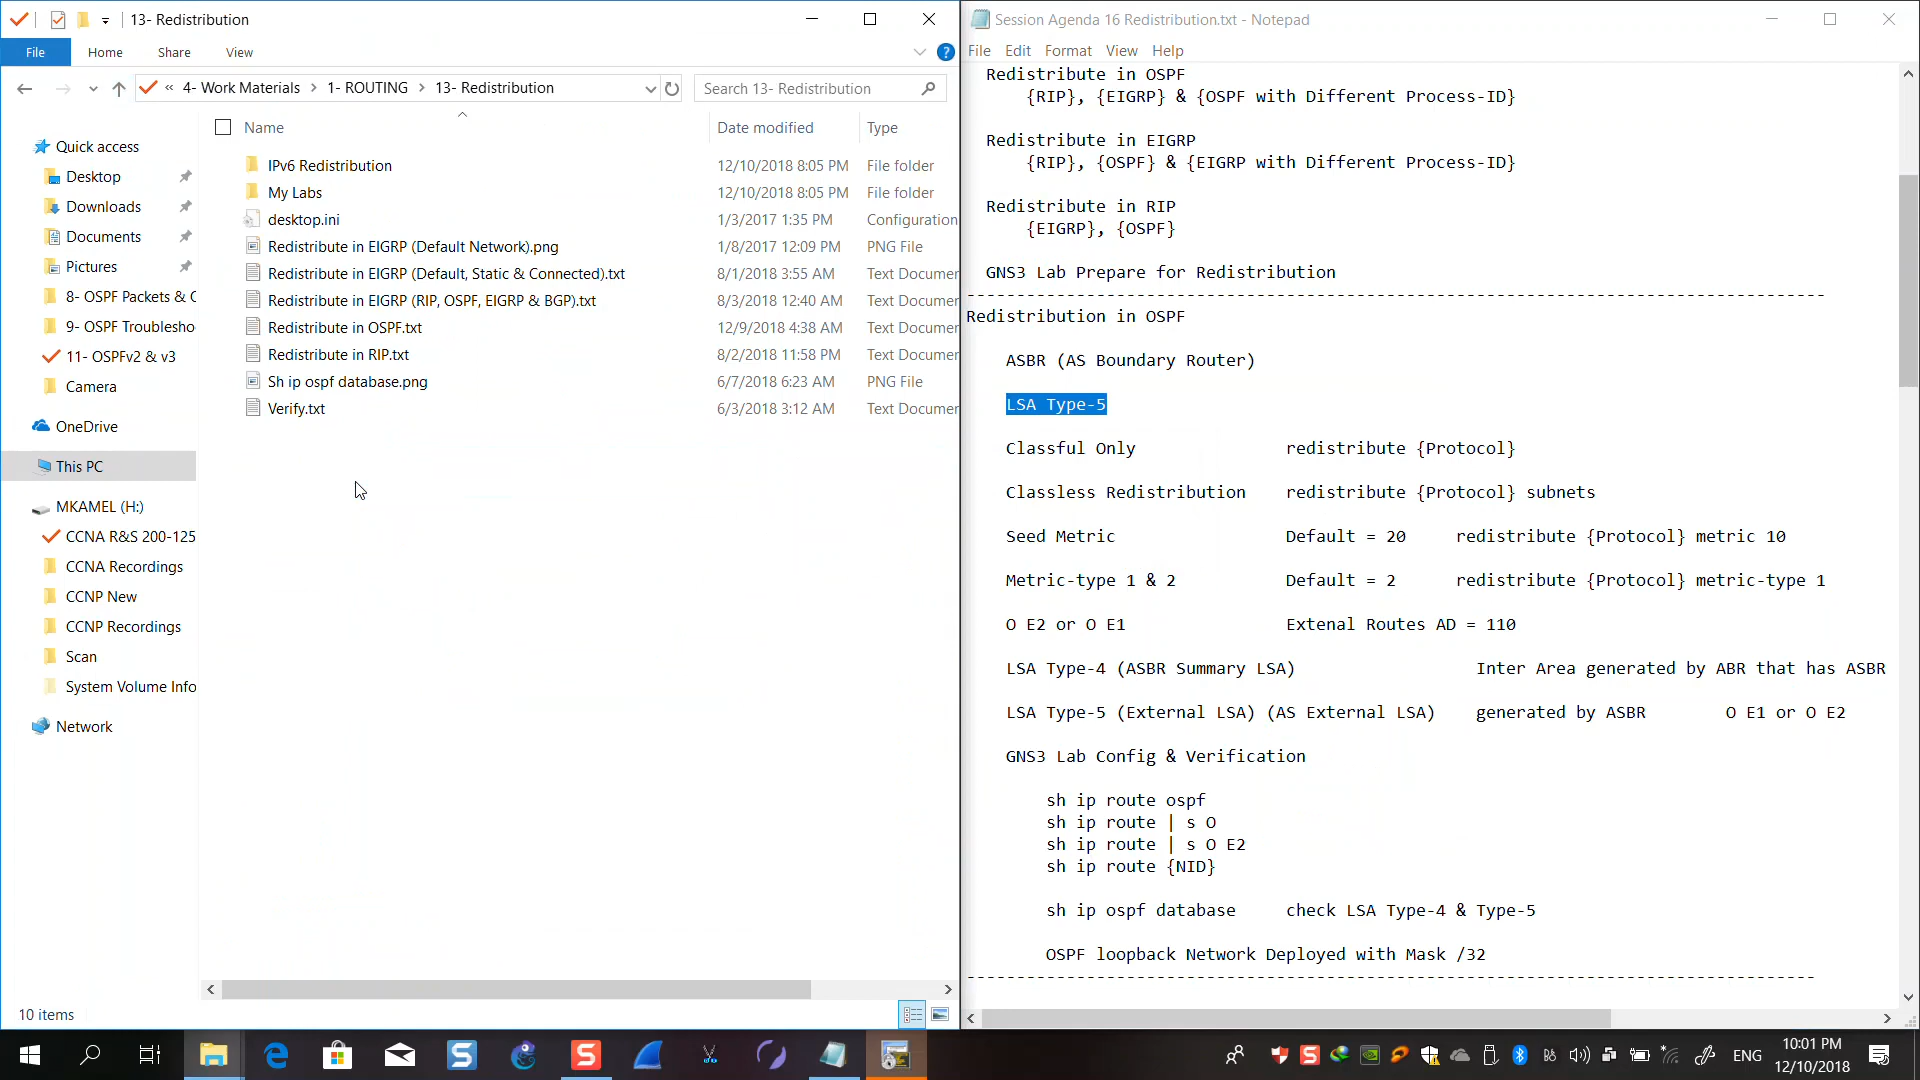 13- Redistribution
File
Home
Share
View
4- Work Materials
1- ROUTING
13- Redistribution
Search 13- Redistribution
Name
Date modified
Type
Quick access
Desktop
Downloads
Documents
Pictures
8- OSPF Packets & C
9- OSPF Troublesho
11- OSPFv2 & v3
Camera
OneDrive
This PC
MKAMEL (H:)
CCNA R&S 200-125
CCNA Recordings
CCNP New
CCNP Recordings
Scan
System Volume Info
Network
IPv6 Redistribution 12/10/2018 8:05 PM File folder
My Labs 12/10/2018 8:05 PM File folder
desktop.ini 1/3/2017 1:35 PM Configuration
Redistribute in EIGRP (Default Network).png 1/8/2017 12:09 PM PNG File
Redistribute in EIGRP (Default, Static & Connected).txt 8/1/2018 3:55 AM Text Documen
Redistribute in EIGRP (RIP, OSPF, EIGRP & BGP).txt 8/3/2018 12:40 AM Text Documen
Redistribute in OSPF.txt 12/9/2018 4:38 AM Text Documen
Redistribute in RIP.txt 8/2/2018 11:58 PM Text Documen
Sh ip ospf database.png 6/7/2018 6:23 AM PNG File
Verify.txt 6/3/2018 3:12 AM Text Documen
10 items
Session Agenda 16 Redistribution.txt - Notepad
File Edit Format View Help
Redistribute in OSPF
{RIP}, {EIGRP} & {OSPF with Different Process-ID}
Redistribute in EIGRP
{RIP}, {OSPF} & {EIGRP with Different Process-ID}
Redistribute in RIP
{EIGRP}, {OSPF}
GNS3 Lab Prepare for Redistribution
Redistribution in OSPF
ASBR (AS Boundary Router)
LSA Type-5
Classful Only redistribute {Protocol}
Classless Redistribution redistribute {Protocol} subnets
Seed Metric Default = 20 redistribute {Protocol} metric 10
Metric-type 1 & 2 Default = 2 redistribute {Protocol} metric-type 1
O E2 or O E1 Extenal Routes AD = 110
LSA Type-4 (ASBR Summary LSA) Inter Area generated by ABR that has ASBR
LSA Type-5 (External LSA) (AS External LSA) generated by ASBR O E1 or O E2
GNS3 Lab Config & Verification
sh ip route ospf
sh ip route | s O
sh ip route | s O E2
sh ip route {NID}
sh ip ospf database check LSA Type-4 & Type-5
OSPF loopback Network Deployed with Mask /32
ENG
10:01 PM
12/10/2018